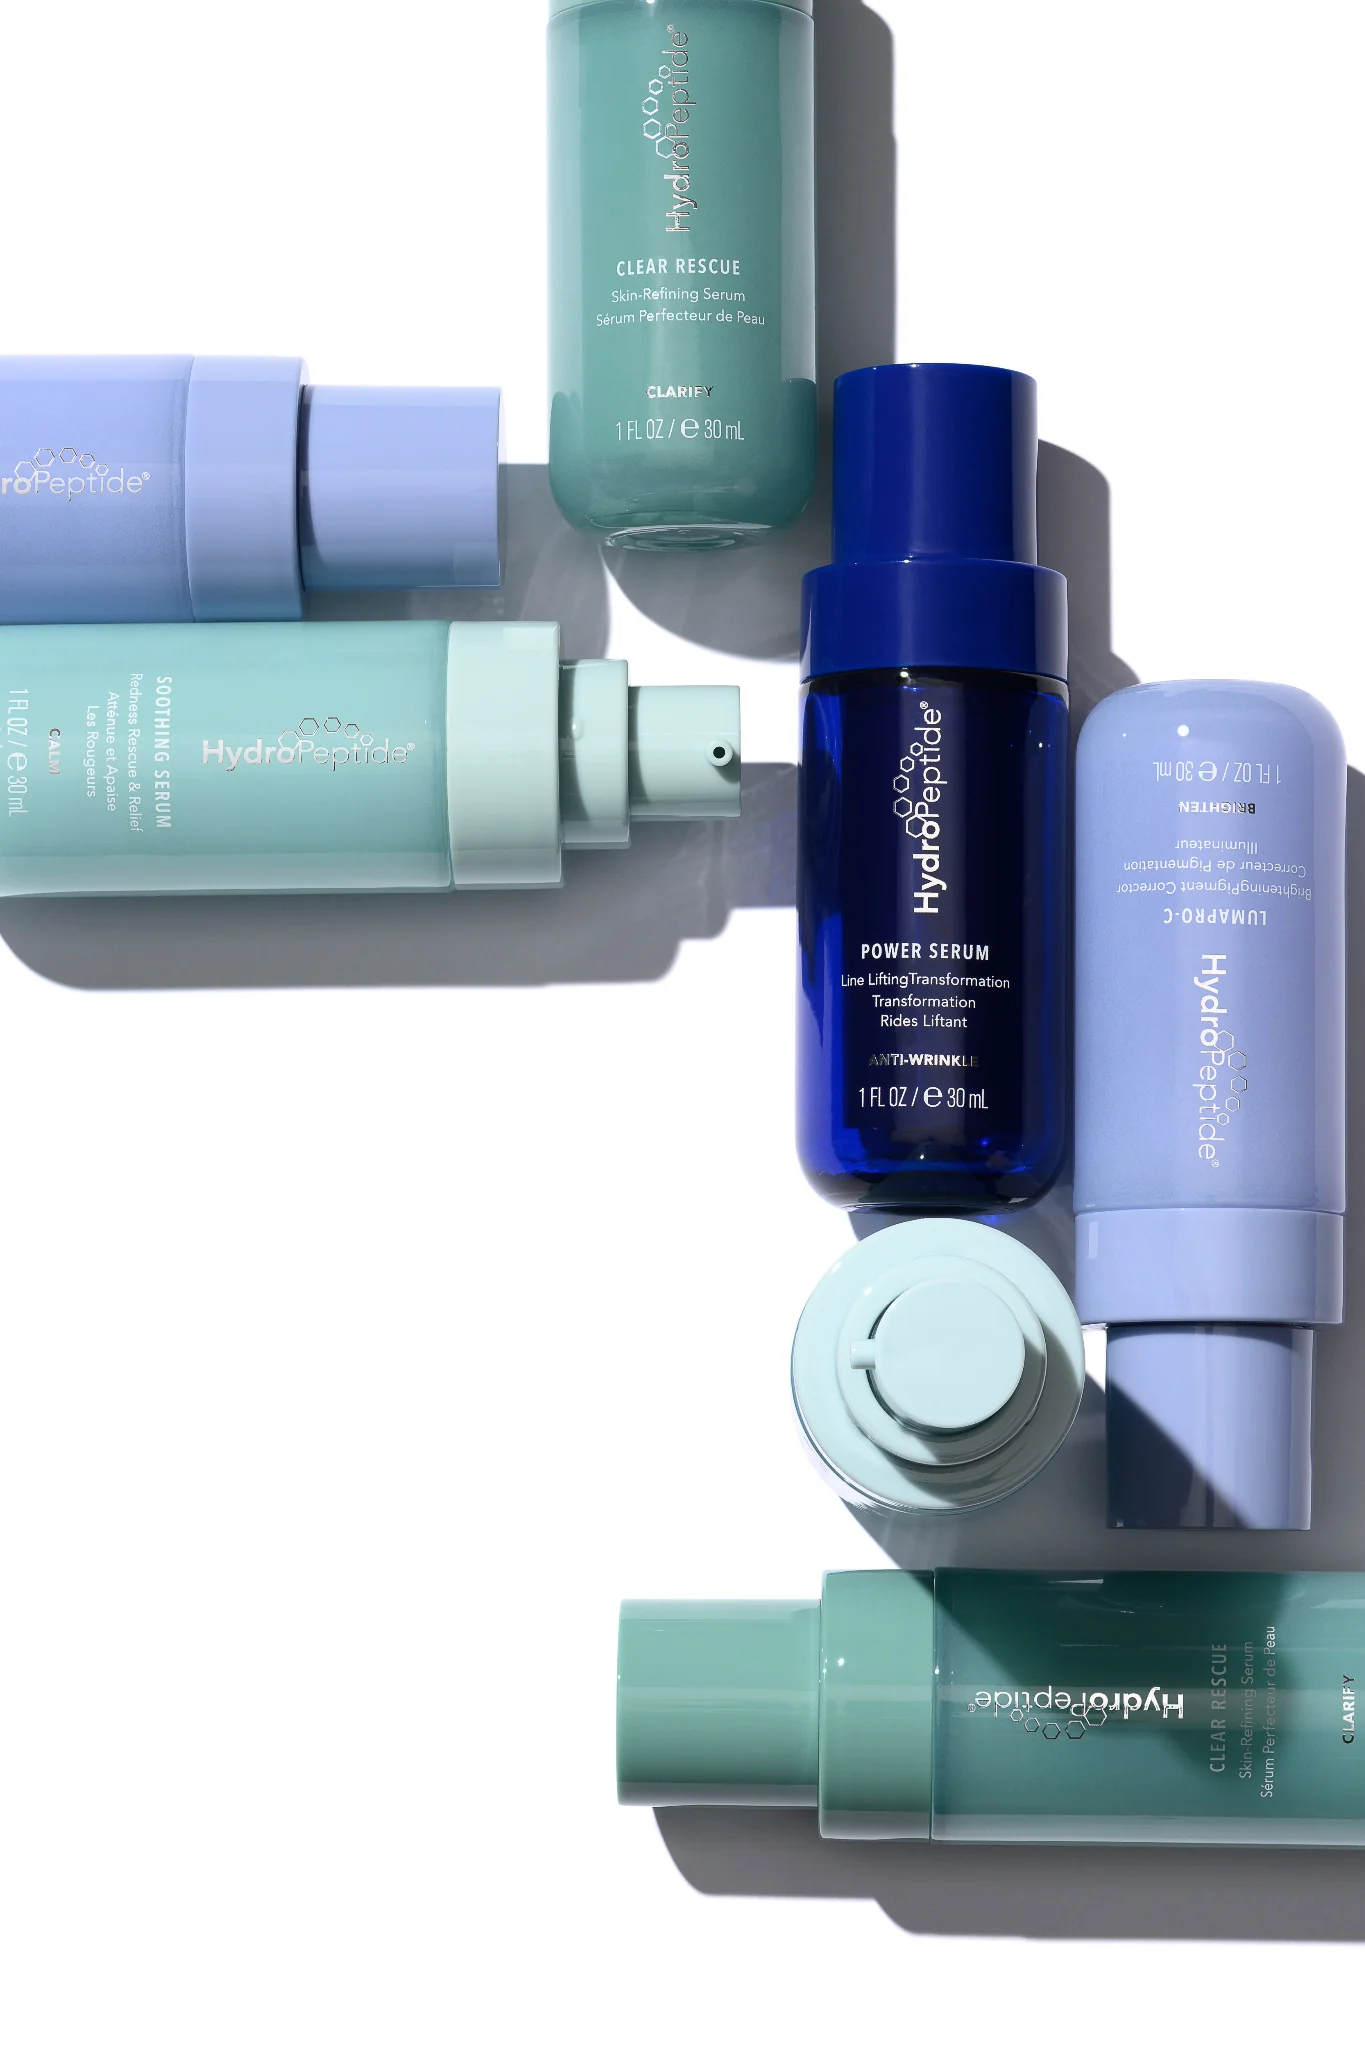 HydroPeptide®
CLEAR RESCUE
Skin-Refining Serum
Sérum Perfecteur de Peau
CLARIFY
1 FL OZ / ℮ 30 mL
roPeptide®
HydroPeptide®
SOOTHING SERUM
Redness Rescue & Relief
Atténue et Apaise
Les Rougeurs
CALM
1 FL OZ / ℮ 30 mL
HydroPeptide®
POWER SERUM
Line LiftingTransformation
Transformation
Rides Liftant
ANTI-WRINKLE
1 FL OZ / ℮ 30 mL
HydroPeptide®
LUMAPRO-C
BrighteningPigment Corrector
Correcteur de Pigmentation
Illuminateur
BRIGHTEN
1 FL OZ / ℮ 30 mL
HydroPeptide®
CLEAR RESCUE
Skin-Refining Serum
Sérum Perfecteur de Peau
CLARIFY